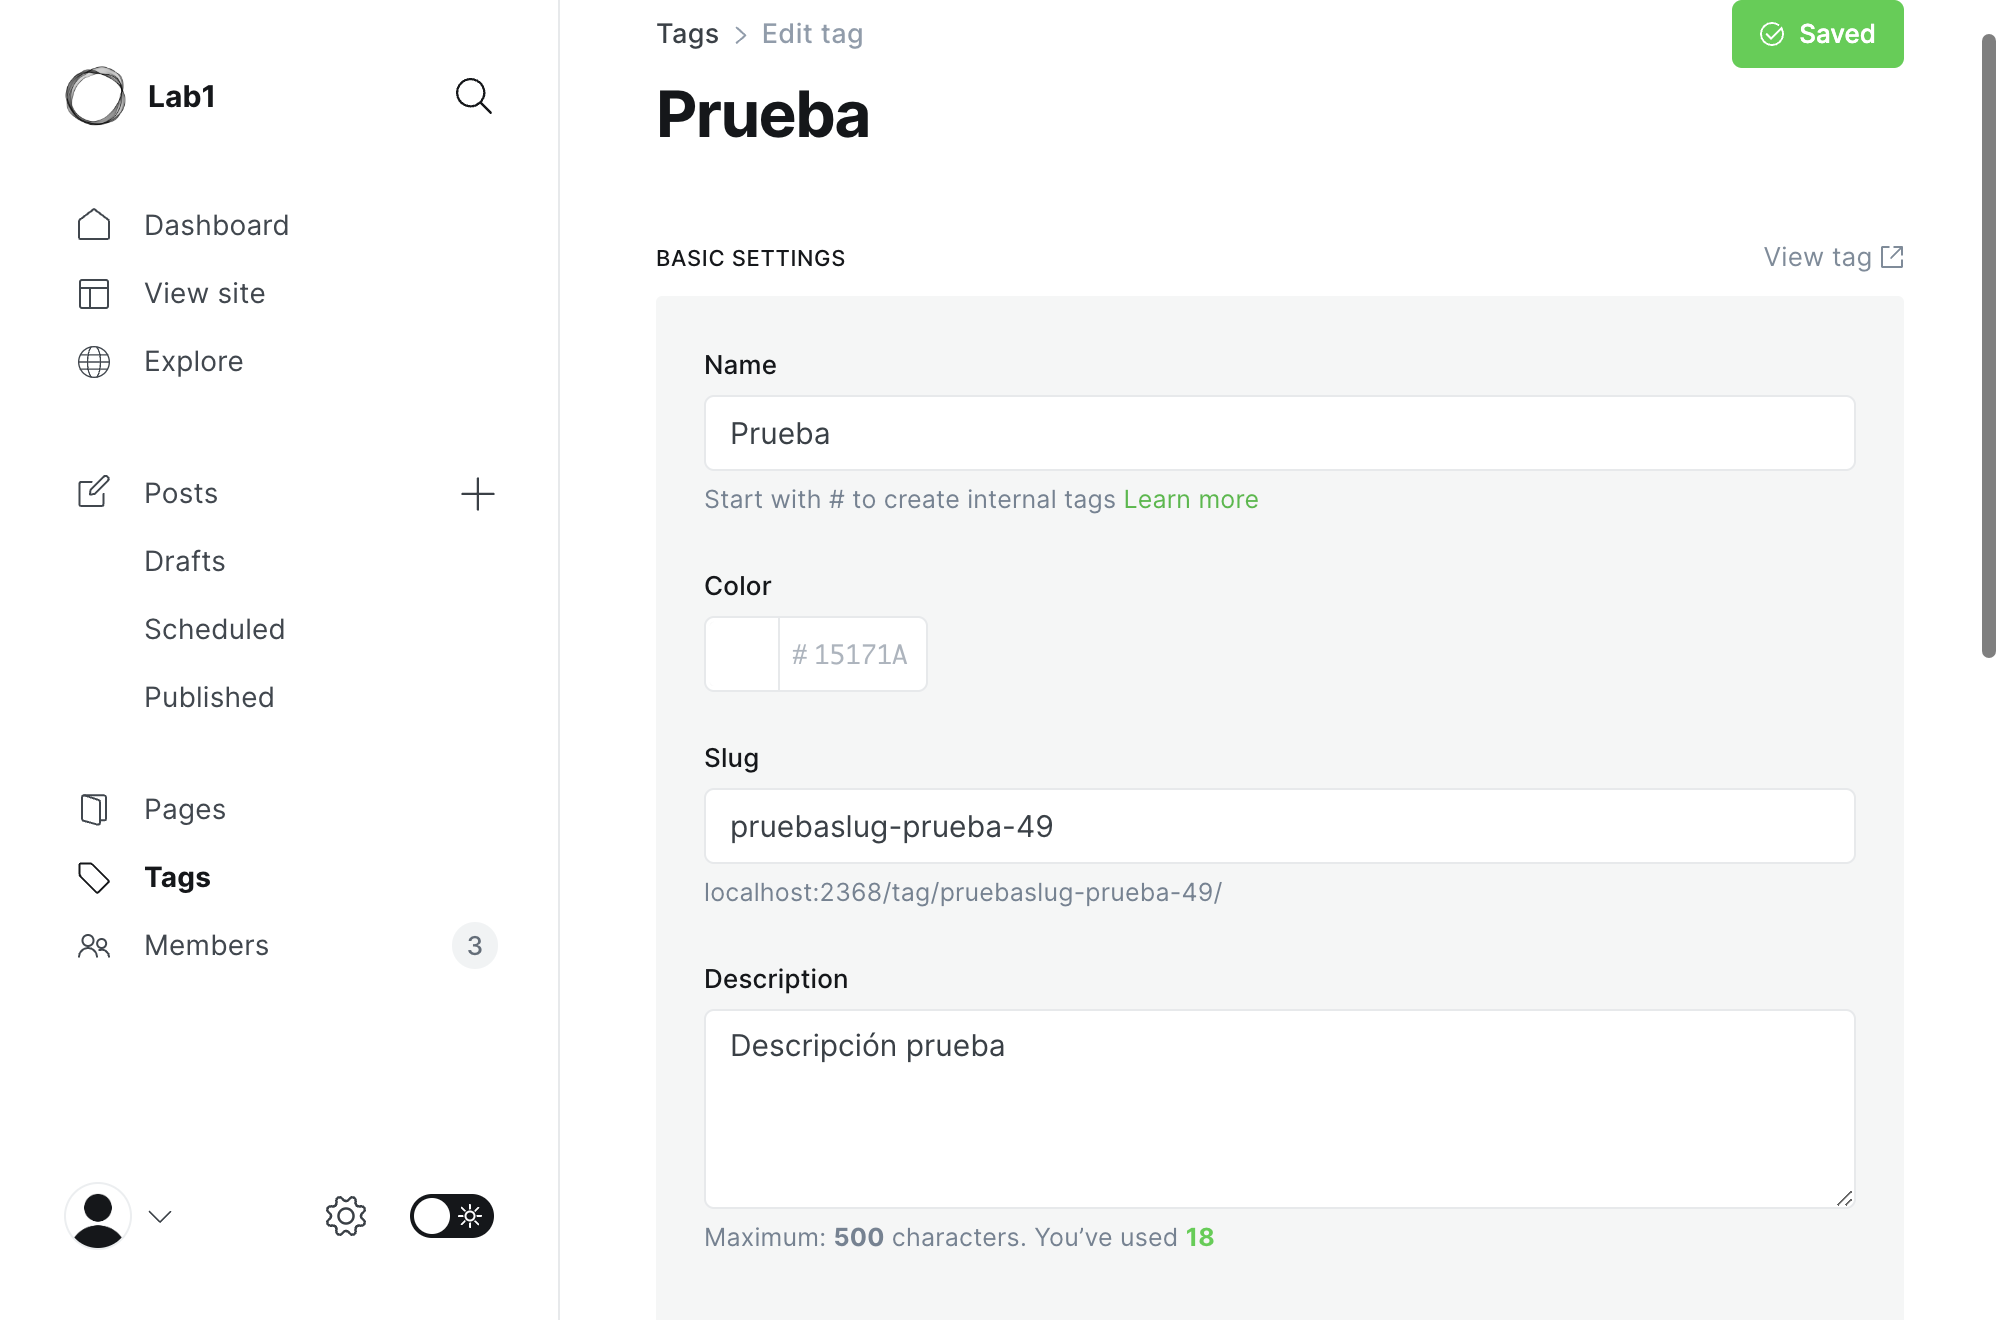 Lab1
Dashboard
View site
Explore
Posts
Drafts
Scheduled
Published
Pages
Tags
Members 3
Tags > Edit tag
Saved
Prueba
BASIC SETTINGS
View tag
Name
Prueba
Start with # to create internal tags Learn more
Color
# 15171A
Slug
pruebaslug-prueba-49
localhost:2368/tag/pruebaslug-prueba-49/
Description
Descripción prueba
Maximum: 500 characters. You’ve used 18